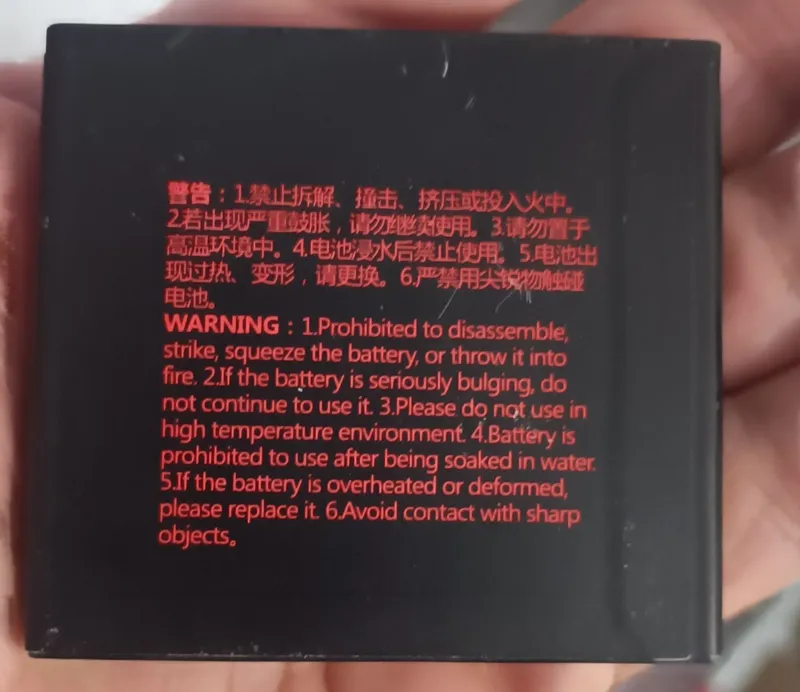 警告：1.禁止拆解、撞击、挤压或投入火中。
2.若出现严重鼓胀，请勿继续使用。3.请勿置于
高温环境中。4.电池浸水后禁止使用。5.电池出
现过热、变形，请更换。6.严禁用尖锐物触碰
电池。
WARNING：1.Prohibited to disassemble,
strike, squeeze the battery, or throw it into
fire. 2.If the battery is seriously bulging, do
not continue to use it. 3.Please do not use in
high temperature environment. 4.Battery is
prohibited to use after being soaked in water.
5.If the battery is overheated or deformed,
please replace it. 6.Avoid contact with sharp
objects。